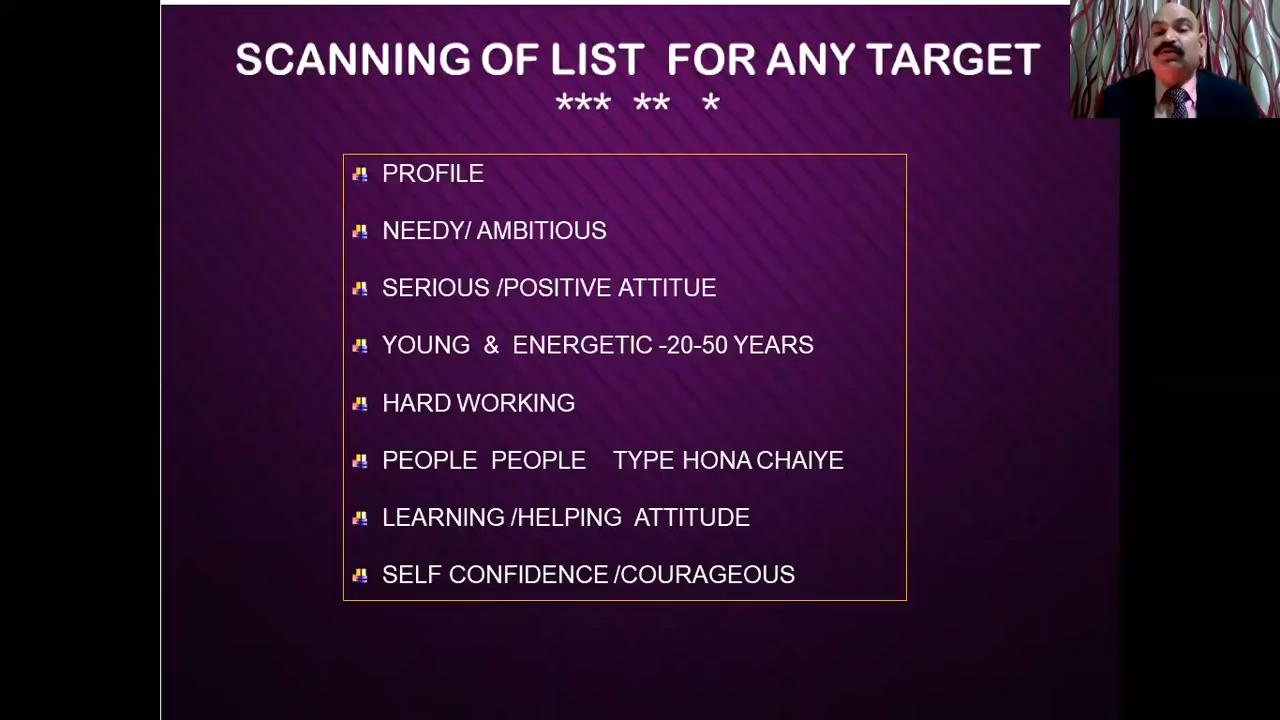 SCANNING OF LIST FOR ANY TARGET
*** ** *
PROFILE
NEEDY/ AMBITIOUS
SERIOUS /POSITIVE ATTITUE
YOUNG & ENERGETIC -20-50 YEARS
HARD WORKING
PEOPLE PEOPLE TYPE HONA CHAIYE
LEARNING /HELPING ATTITUDE
SELF CONFIDENCE /COURAGEOUS